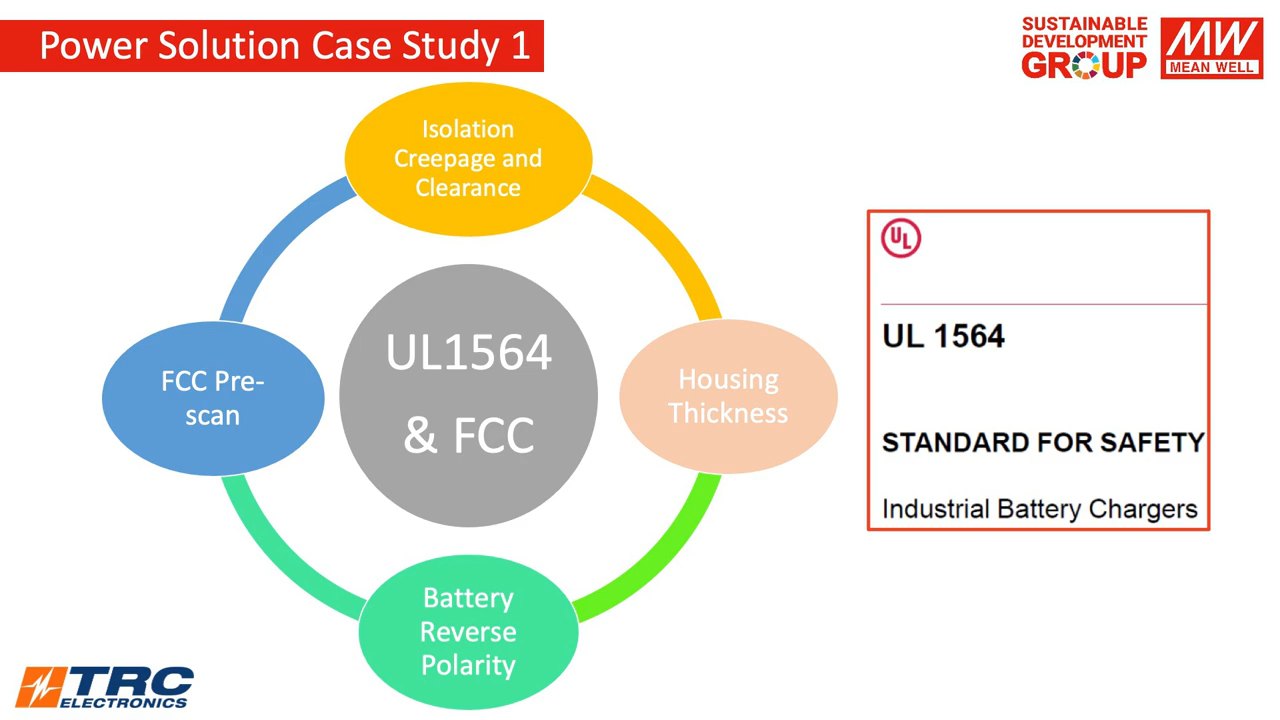 Power Solution Case Study 1
SUSTAINABLE
DEVELOPMENT
GROUP
MW
MEAN WELL
Isolation
Creepage and
Clearance
UL1564
& FCC
FCC Pre-
scan
Housing
Thickness
Battery
Reverse
Polarity
UL
UL 1564
STANDARD FOR SAFETY
Industrial Battery Chargers
TRC
ELECTRONICS